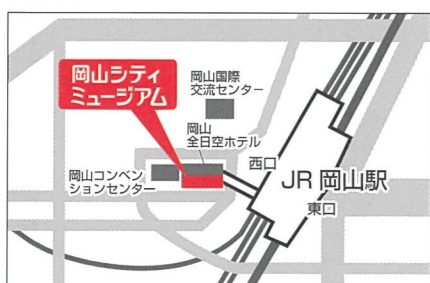 岡山シティ
ミュージアム
岡山国際
交流センター
岡山
全日空ホテル
岡山コンベン
ションセンター
西口
JR 岡山駅
東口